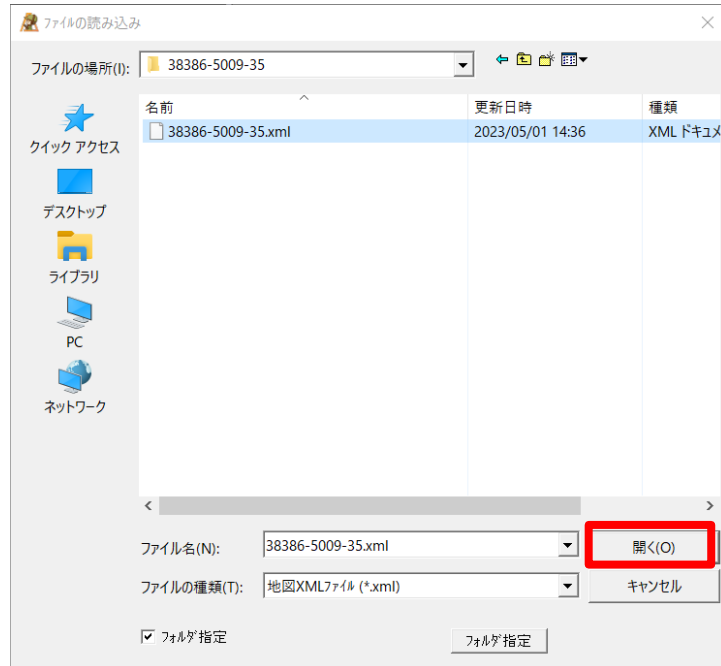 ﾌｧｲﾙの読み込み
ファイルの場所(I): 38386-5009-35
名前 更新日時 種類
38386-5009-35.xml 2023/05/01 14:36 XML ドキュメ
クイック アクセス
デスクトップ
ライブラリ
PC
ネットワーク
ファイル名(N): 38386-5009-35.xml 開く(O)
ファイルの種類(T): 地図XMLﾌｧｲﾙ (*.xml) キャンセル
ﾌｫﾙﾀﾞ指定 ﾌｫﾙﾀﾞ指定